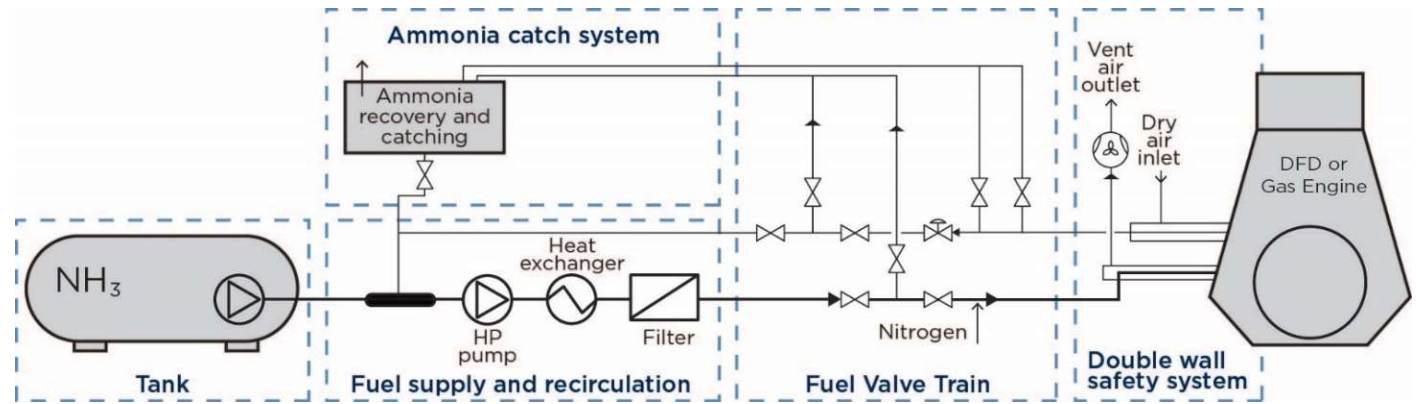 Ammonia catch system
Ammonia
recovery and
catching
Vent
air
outlet
Dry
air
inlet
DFD or
Gas Engine
NH₃
Heat
exchanger
HP
pump
Filter
Nitrogen
Tank
Fuel supply and recirculation
Fuel Valve Train
Double wall
safety system